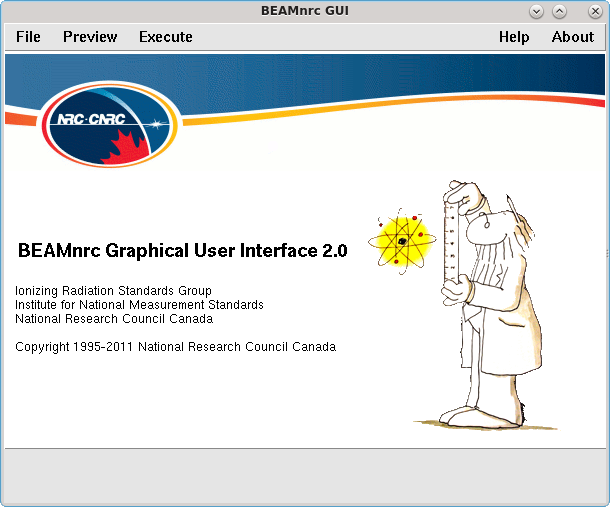 BEAMnrc GUI
File Preview Execute Help About
NRC·CNRC
BEAMnrc Graphical User Interface 2.0
Ionizing Radiation Standards Group
Institute for National Measurement Standards
National Research Council Canada
Copyright 1995-2011 National Research Council Canada